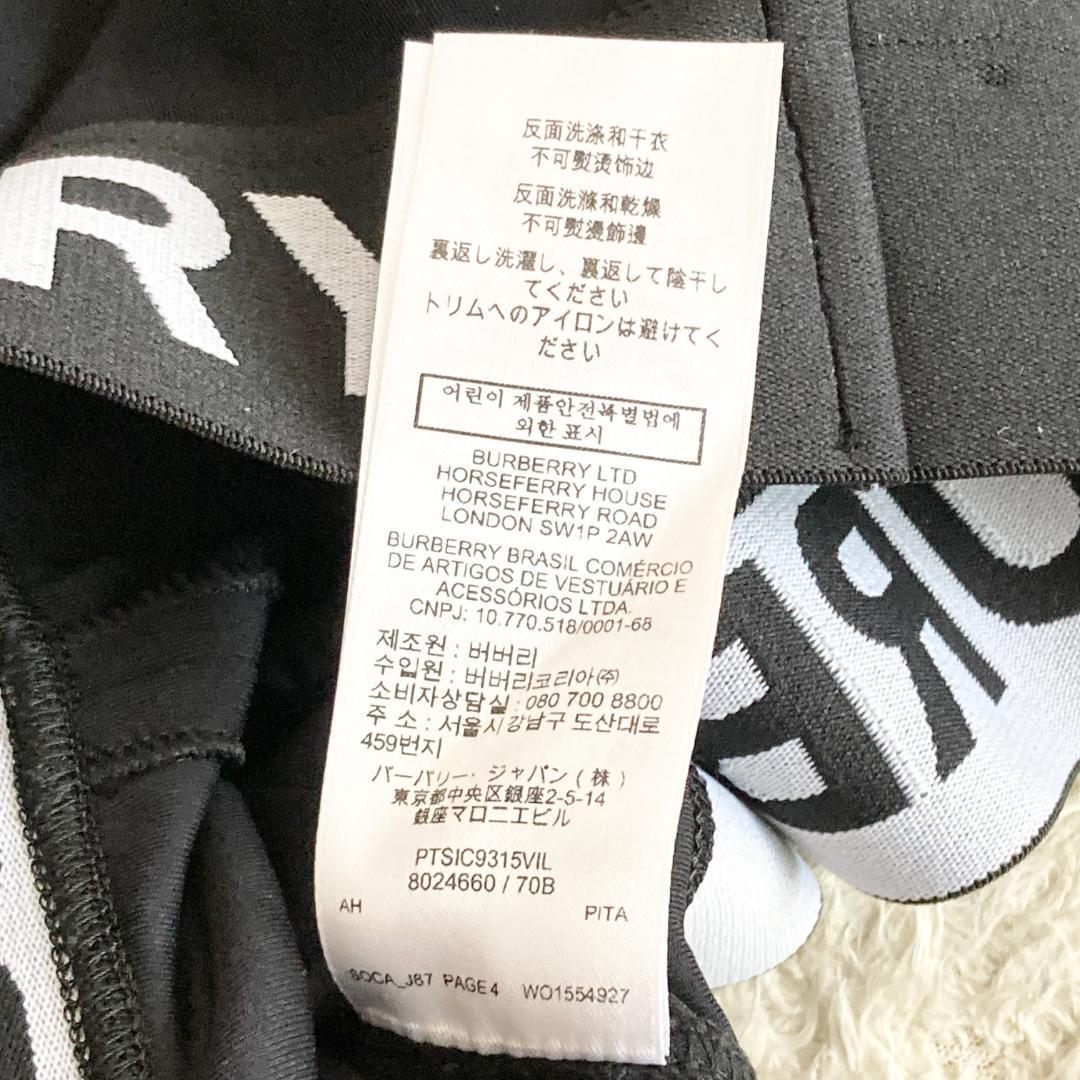 RY
反面洗涤和干衣
不可熨烫饰边
反面洗滌和乾燥
不可熨燙飾邊
裏返し洗濯し、裏返して陰干し
てください
トリムへのアイロンは避けてく
ださい
어린이 제품안전특별법에
의한 표시
BURBERRY LTD
HORSEFERRY HOUSE
HORSEFERRY ROAD
LONDON SW1P 2AW
BURBERRY BRASIL COMÉRCIO
DE ARTIGOS DE VESTUÁRIO E
ACESSÓRIOS LTDA.
CNPJ: 10.770.518/0001-68
제조원 : 버버리
수입원 : 버버리코리아㈜
소비자상담실 : 080 700 8800
주 소 : 서울시 강남구 도산대로
459번지
バーバリー・ジャパン(株)
東京都中央区銀座2-5-14
銀座マロニエビル
PTSIC9315VIL
8024660 / 70B
AH PITA
SOCA_J87 PAGE4 WO1554927